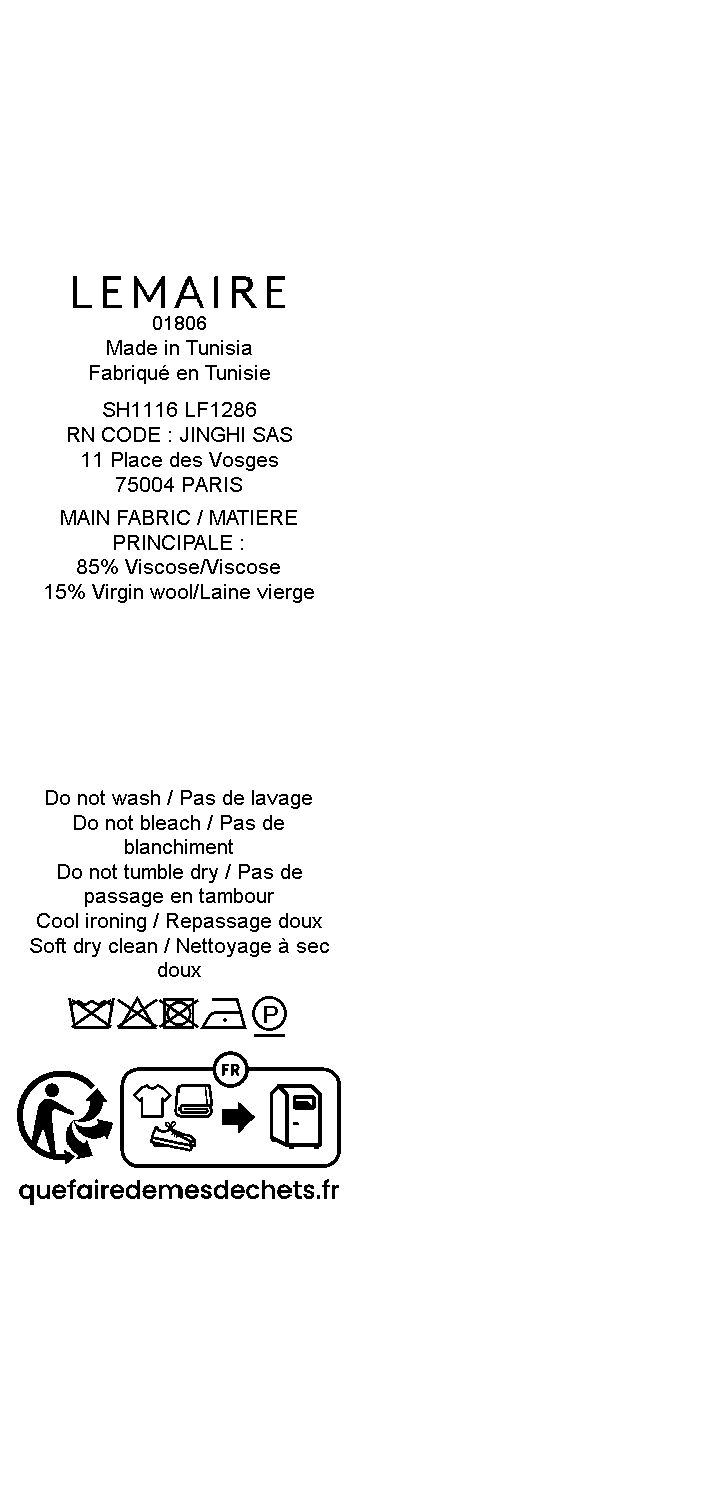 LEMAIRE
01806
Made in Tunisia
Fabriqué en Tunisie
SH1116 LF1286
RN CODE : JINGHI SAS
11 Place des Vosges
75004 PARIS
MAIN FABRIC / MATIERE
PRINCIPALE :
85% Viscose/Viscose
15% Virgin wool/Laine vierge
Do not wash / Pas de lavage
Do not bleach / Pas de
blanchiment
Do not tumble dry / Pas de
passage en tambour
Cool ironing / Repassage doux
Soft dry clean / Nettoyage à sec
doux
P
FR
quefairedemesdechets.fr